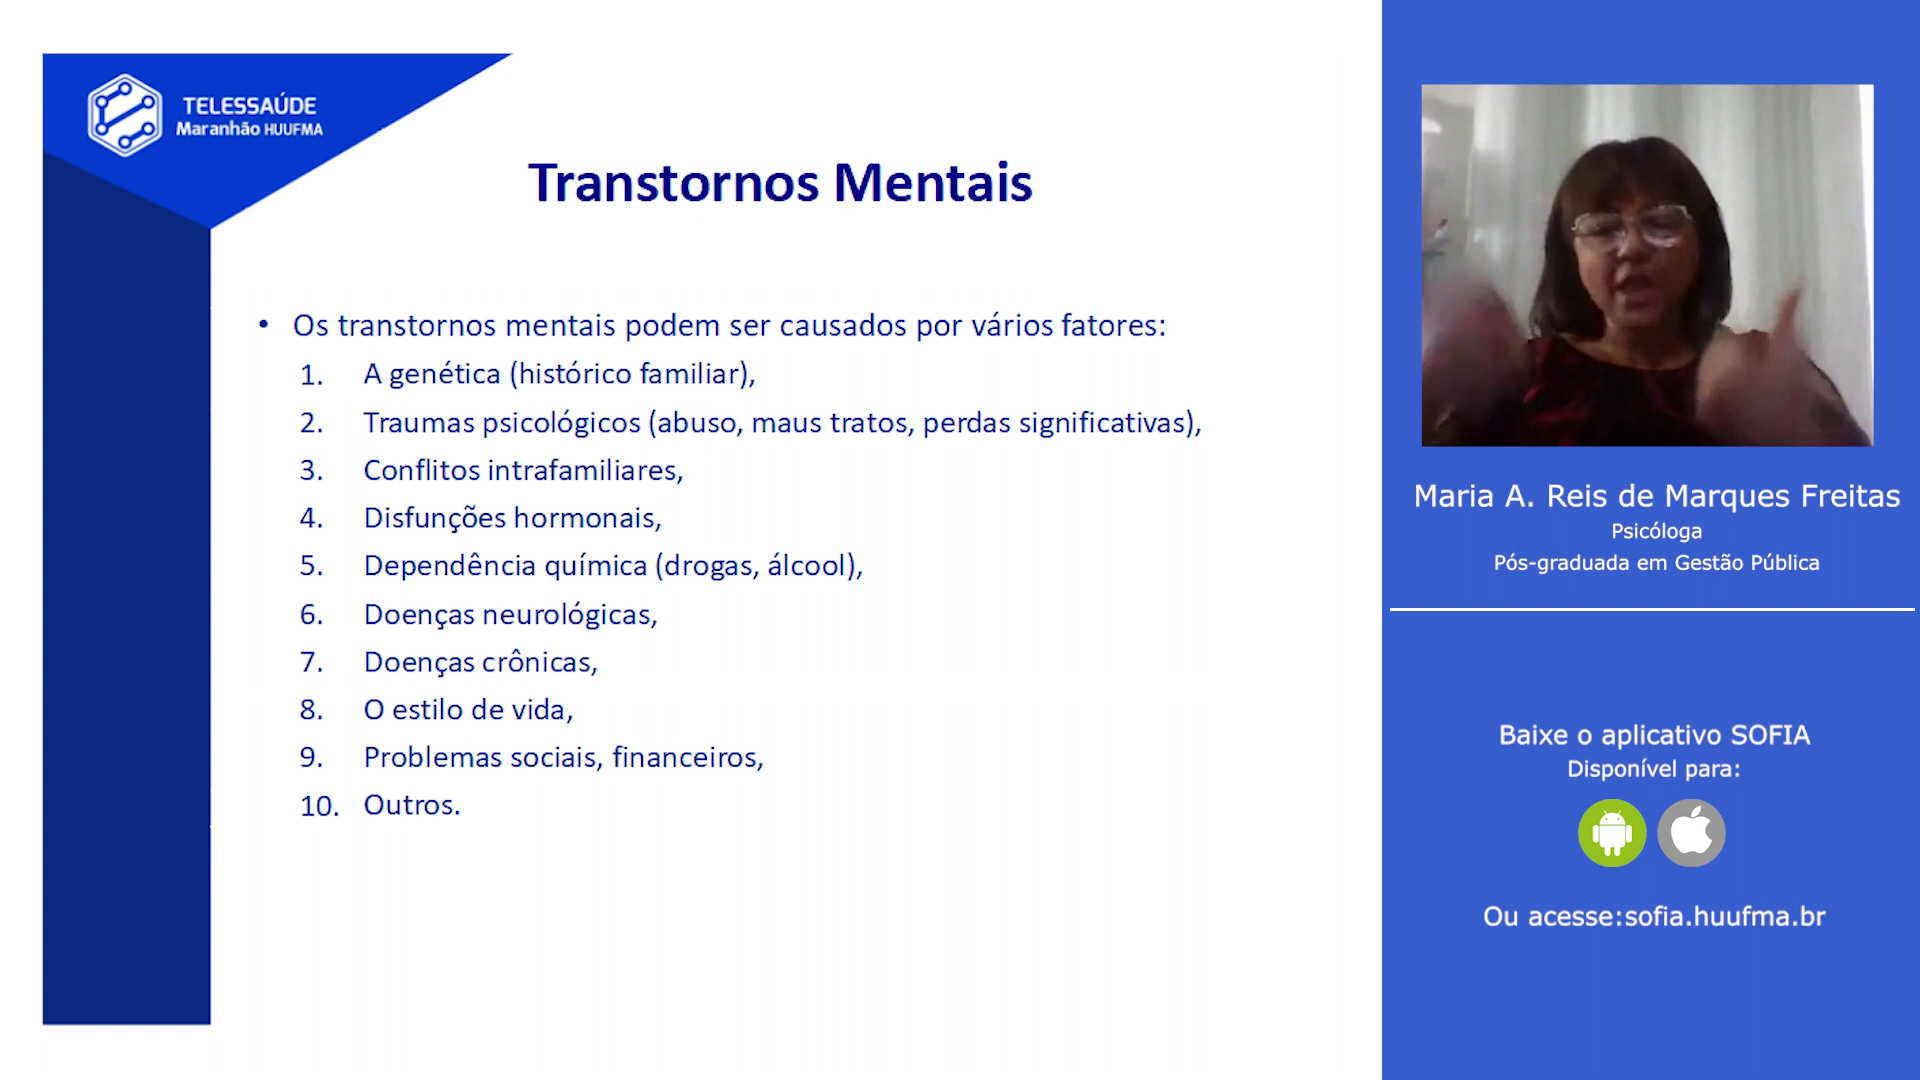 TELESSAÚDE
Maranhão HUUFMA
Transtornos Mentais
• Os transtornos mentais podem ser causados por vários fatores:
1. A genética (histórico familiar),
2. Traumas psicológicos (abuso, maus tratos, perdas significativas),
3. Conflitos intrafamiliares,
4. Disfunções hormonais,
5. Dependência química (drogas, álcool),
6. Doenças neurológicas,
7. Doenças crônicas,
8. O estilo de vida,
9. Problemas sociais, financeiros,
10. Outros.
Maria A. Reis de Marques Freitas
Psicóloga
Pós-graduada em Gestão Pública
Baixe o aplicativo SOFIA
Disponível para:
Ou acesse:sofia.huufma.br